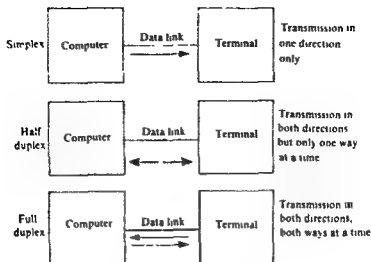 Simplex
Computer
Data link
Terminal
Transmission in
one direction
only
Half
duplex
Computer
Data link
Terminal
Transmission in
both directions
but only one way
at a time
Full
duplex
Computer
Data link
Terminal
Transmission in
both directions,
both ways at a time